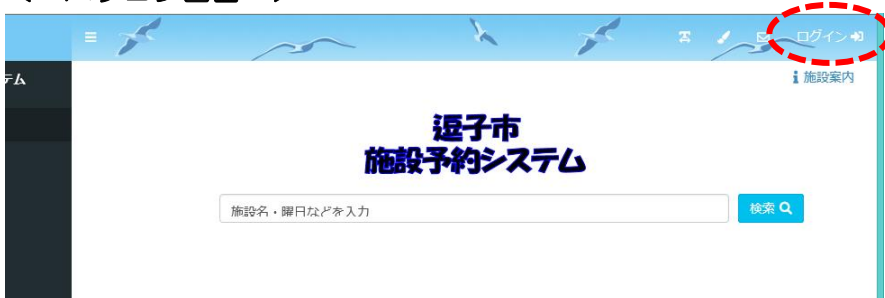 ログイン
テム
施設案内
逗子市
施設予約システム
施設名・曜日などを入力
検索